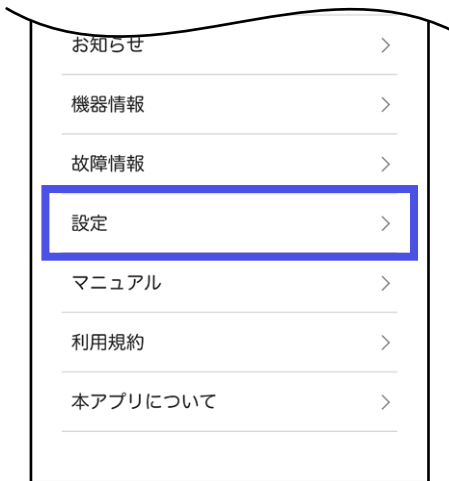 お知らせ
機器情報
故障情報
設定
マニュアル
利用規約
本アプリについて